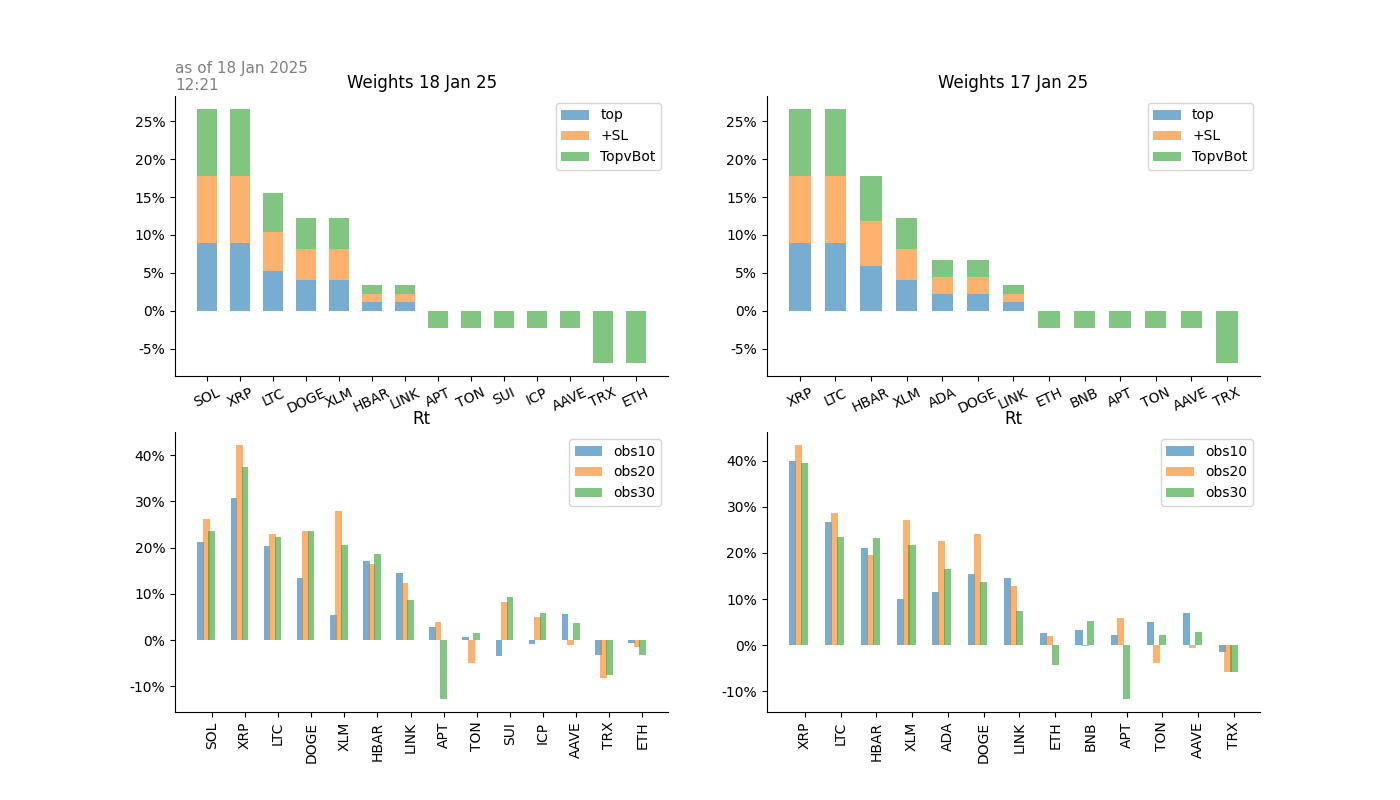 as of 18 Jan 2025
12:21
Weights 18 Jan 25
25%
20%
15%
10%
5%
0%
-5%
top
+SL
TopvBot
SOL XRP LTC DOGE XLM HBAR LINK APT TON SUI ICP AAVE TRX ETH
Weights 17 Jan 25
25%
20%
15%
10%
5%
0%
-5%
top
+SL
TopvBot
XRP LTC HBAR XLM ADA DOGE LINK ETH BNB APT TON AAVE TRX
Rt
40%
30%
20%
10%
0%
-10%
obs10
obs20
obs30
SOL XRP LTC DOGE XLM HBAR LINK APT TON SUI ICP AAVE TRX ETH
Rt
40%
30%
20%
10%
0%
-10%
obs10
obs20
obs30
XRP LTC HBAR XLM ADA DOGE LINK ETH BNB APT TON AAVE TRX